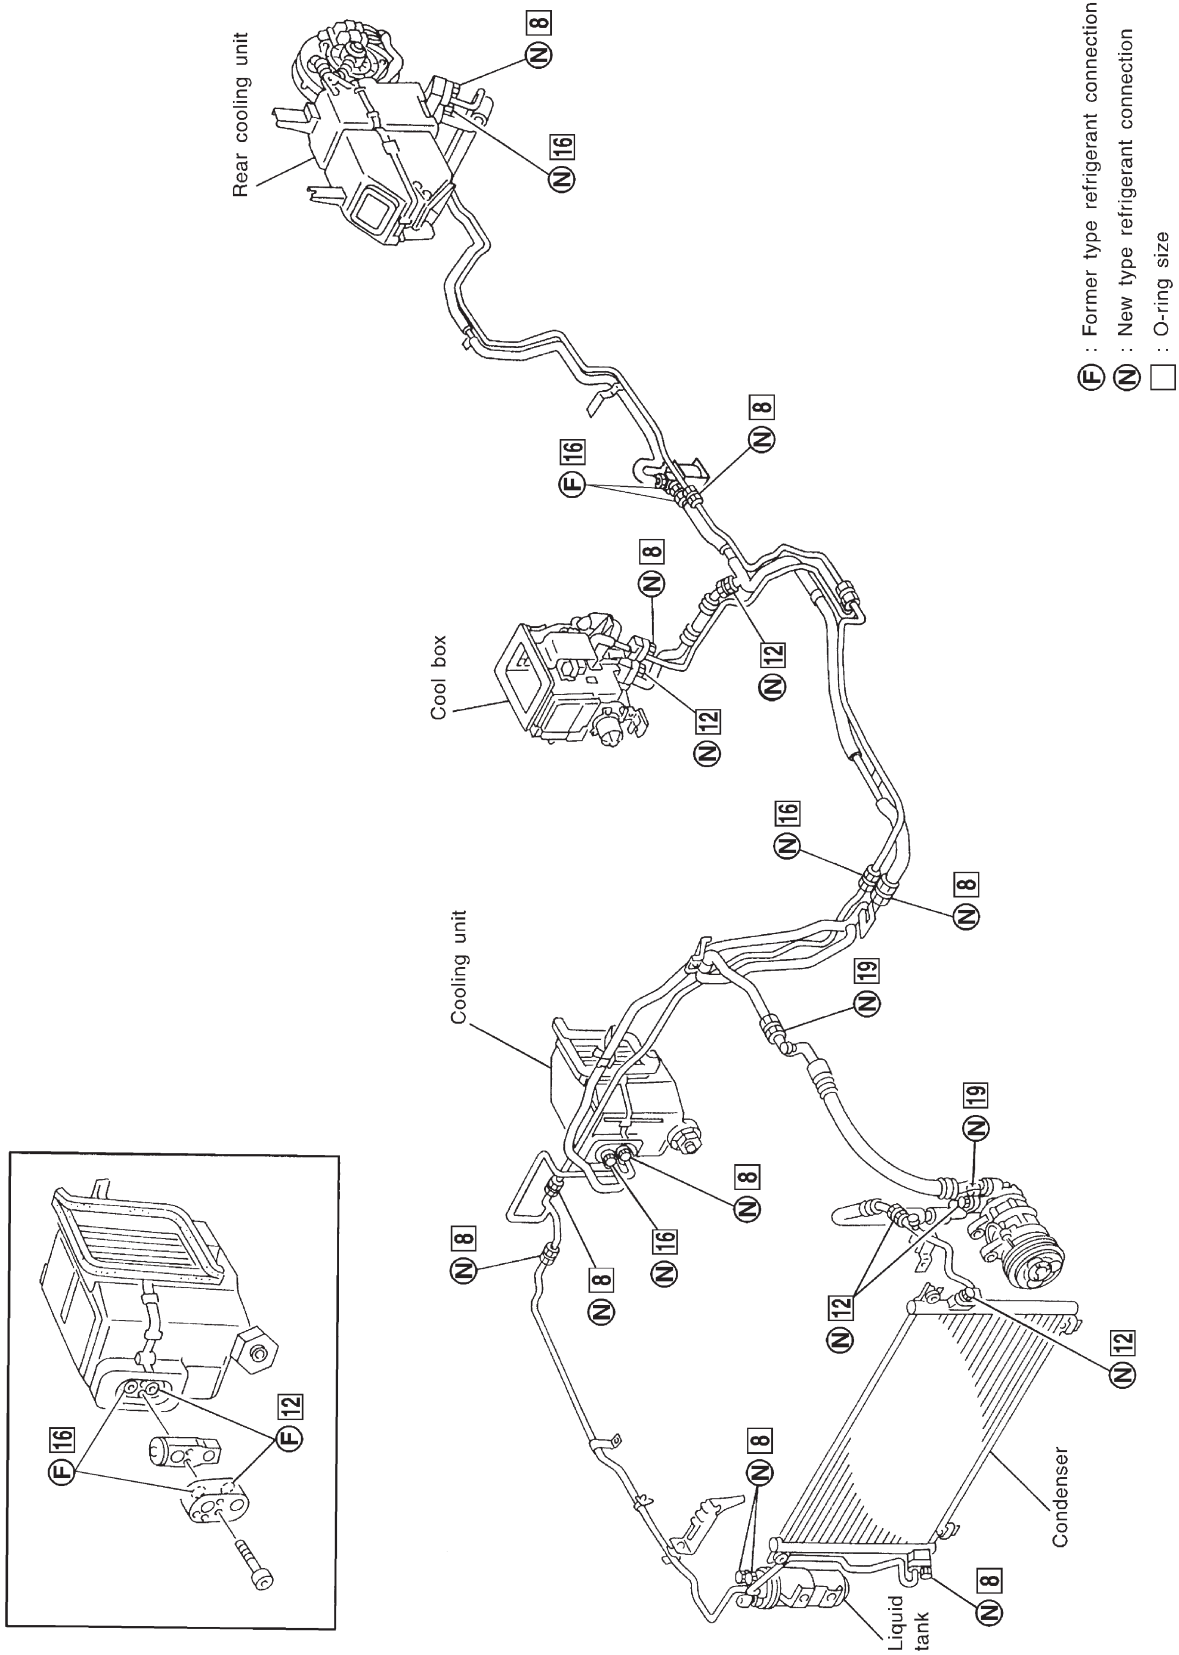 F 16
F 12
Cooling unit
N 8
N 8
N 16
N 8
N 8
N 12
N 19
N 19
N 12
Condenser
N 8
Liquid
tank
Cool box
N 12
N 8
N 12
N 16
N 8
Rear cooling unit
N 8
N 16
F 16
N 8
F : Former type refrigerant connection
N : New type refrigerant connection
□ : O-ring size